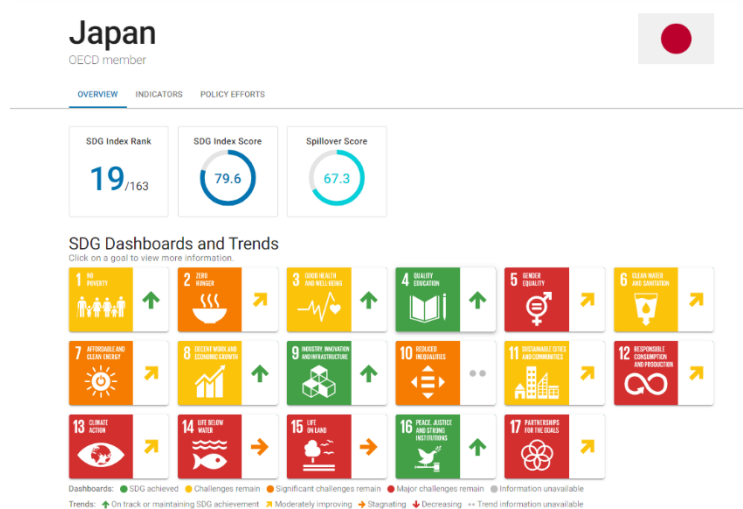 Japan
OECD member
OVERVIEW INDICATORS POLICY EFFORTS
SDG Index Rank
19/163
SDG Index Score
79.6
Spillover Score
67.3
SDG Dashboards and Trends
Click on a goal to view more information.
1 NO
POVERTY
2 ZERO
HUNGER
3 GOOD HEALTH
AND WELL-BEING
4 QUALITY
EDUCATION
5 GENDER
EQUALITY
6 CLEAN WATER
AND SANITATION
7 AFFORDABLE AND
CLEAN ENERGY
8 DECENT WORK AND
ECONOMIC GROWTH
9 INDUSTRY, INNOVATION
AND INFRASTRUCTURE
10 REDUCED
INEQUALITIES
11 SUSTAINABLE CITIES
AND COMMUNITIES
12 RESPONSIBLE
CONSUMPTION
AND PRODUCTION
13 CLIMATE
ACTION
14 LIFE BELOW
WATER
15 LIFE
ON LAND
16 PEACE, JUSTICE
AND STRONG
INSTITUTIONS
17 PARTNERSHIPS
FOR THE GOALS
Dashboards: SDG achieved Challenges remain Significant challenges remain Major challenges remain Information unavailable
Trends: On track or maintaining SDG achievement Moderately improving Stagnating Decreasing Trend information unavailable